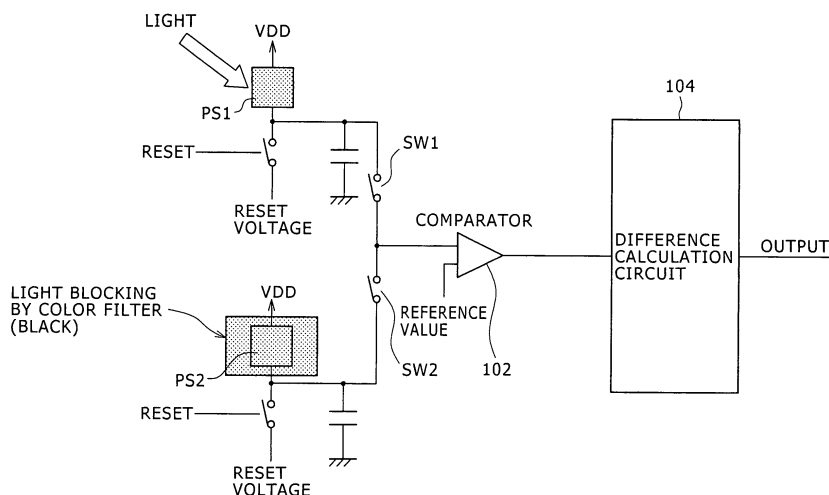 LIGHT
VDD
PS1
RESET
RESET
VOLTAGE
SW1
COMPARATOR
REFERENCE
VALUE
102
104
DIFFERENCE
CALCULATION
CIRCUIT
OUTPUT
LIGHT BLOCKING
BY COLOR FILTER
(BLACK)
VDD
PS2
SW2
RESET
RESET
VOLTAGE